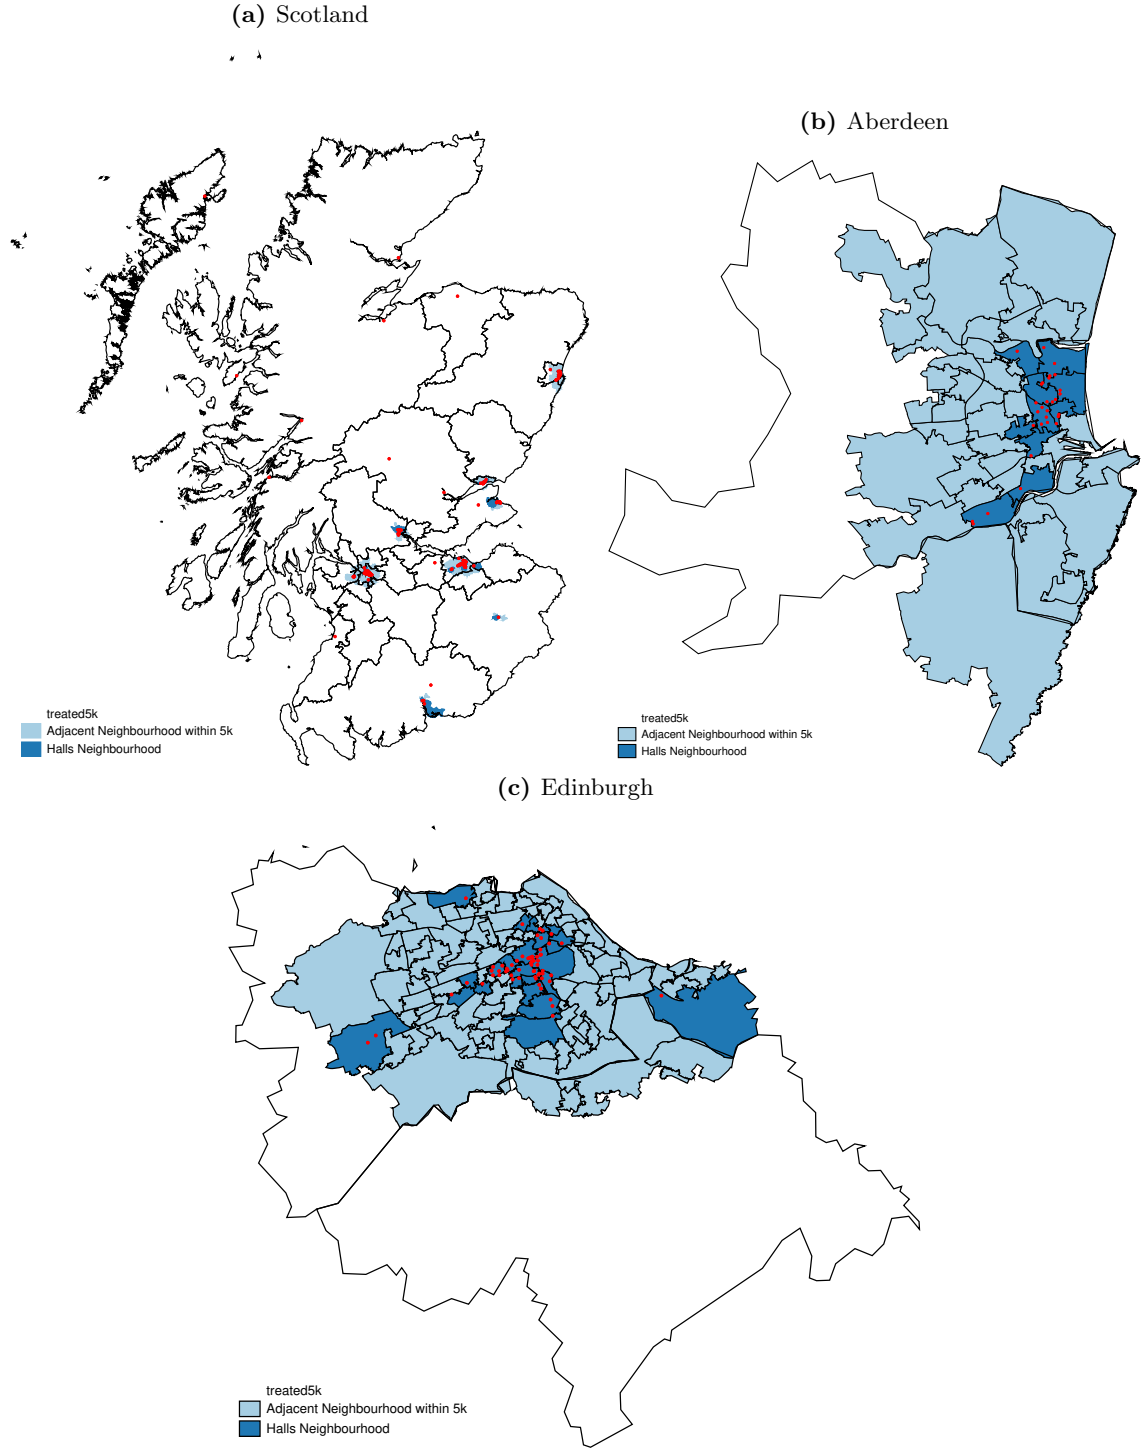 (a) Scotland
(b) Aberdeen
treated5k
Adjacent Neighbourhood within 5k
Halls Neighbourhood
treated5k
Adjacent Neighbourhood within 5k
Halls Neighbourhood
(c) Edinburgh
treated5k
Adjacent Neighbourhood within 5k
Halls Neighbourhood